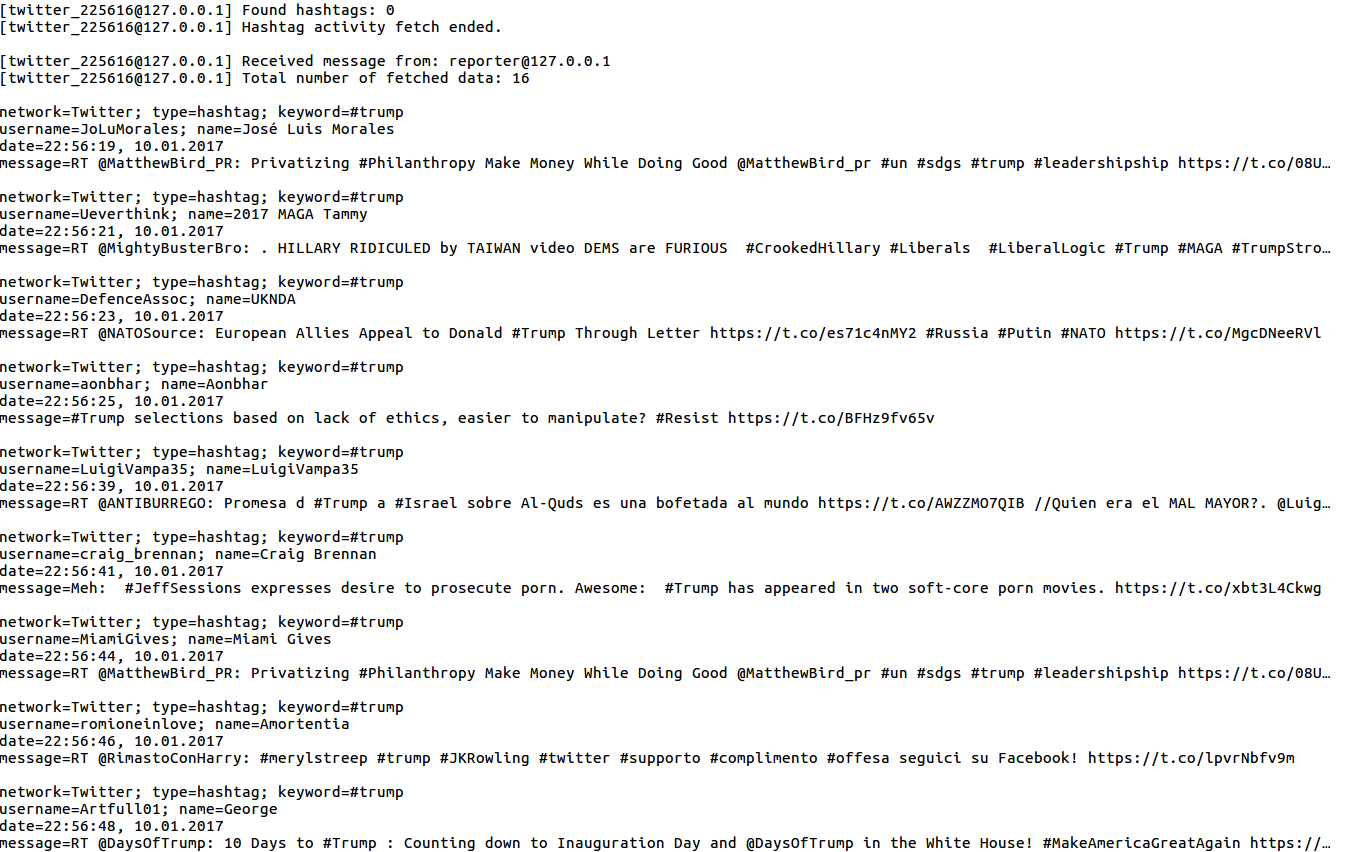 [twitter_225616@127.0.0.1] Found hashtags: 0
[twitter_225616@127.0.0.1] Hashtag activity fetch ended.
[twitter_225616@127.0.0.1] Received message from: reporter@127.0.0.1
[twitter_225616@127.0.0.1] Total number of fetched data: 16
network=Twitter; type=hashtag; keyword=#trump
username=JoLuMorales; name=José Luis Morales
date=22:56:19, 10.01.2017
message=RT @MatthewBird_PR: Privatizing #Philanthropy Make Money While Doing Good @MatthewBird_pr #un #sdgs #trump #leadershipship https://t.co/08U…
network=Twitter; type=hashtag; keyword=#trump
username=Ueverthink; name=2017 MAGA Tammy
date=22:56:21, 10.01.2017
message=RT @MightyBusterBro: . HILLARY RIDICULED by TAIWAN video DEMS are FURIOUS  #CrookedHillary #Liberals  #LiberalLogic #Trump #MAGA #TrumpStro…
network=Twitter; type=hashtag; keyword=#trump
username=DefenceAssoc; name=UKNDA
date=22:56:23, 10.01.2017
message=RT @NATOSource: European Allies Appeal to Donald #Trump Through Letter https://t.co/es71c4nMY2 #Russia #Putin #NATO https://t.co/MgcDNeeRVl
network=Twitter; type=hashtag; keyword=#trump
username=aonbhar; name=Aonbhar
date=22:56:25, 10.01.2017
message=#Trump selections based on lack of ethics, easier to manipulate? #Resist https://t.co/BFHz9fv65v
network=Twitter; type=hashtag; keyword=#trump
username=LuigiVampa35; name=LuigiVampa35
date=22:56:39, 10.01.2017
message=RT @ANTIBURREGO: Promesa d #Trump a #Israel sobre Al-Quds es una bofetada al mundo https://t.co/AWZZMO7QIB //Quien era el MAL MAYOR?. @Luig…
network=Twitter; type=hashtag; keyword=#trump
username=craig_brennan; name=Craig Brennan
date=22:56:41, 10.01.2017
message=Meh:  #JeffSessions expresses desire to prosecute porn. Awesome:  #Trump has appeared in two soft-core porn movies. https://t.co/xbt3L4Ckwg
network=Twitter; type=hashtag; keyword=#trump
username=MiamiGives; name=Miami Gives
date=22:56:44, 10.01.2017
message=RT @MatthewBird_PR: Privatizing #Philanthropy Make Money While Doing Good @MatthewBird_pr #un #sdgs #trump #leadershipship https://t.co/08U…
network=Twitter; type=hashtag; keyword=#trump
username=romioneinlove; name=Amortentia
date=22:56:46, 10.01.2017
message=RT @RimastoConHarry: #merylstreep #trump #JKRowling #twitter #supporto #complimento #offesa seguici su Facebook! https://t.co/lpvrNbfv9m
network=Twitter; type=hashtag; keyword=#trump
username=Artfull01; name=George
date=22:56:48, 10.01.2017
message=RT @DaysOfTrump: 10 Days to #Trump : Counting down to Inauguration Day and @DaysOfTrump in the White House! #MakeAmericaGreatAgain https://…